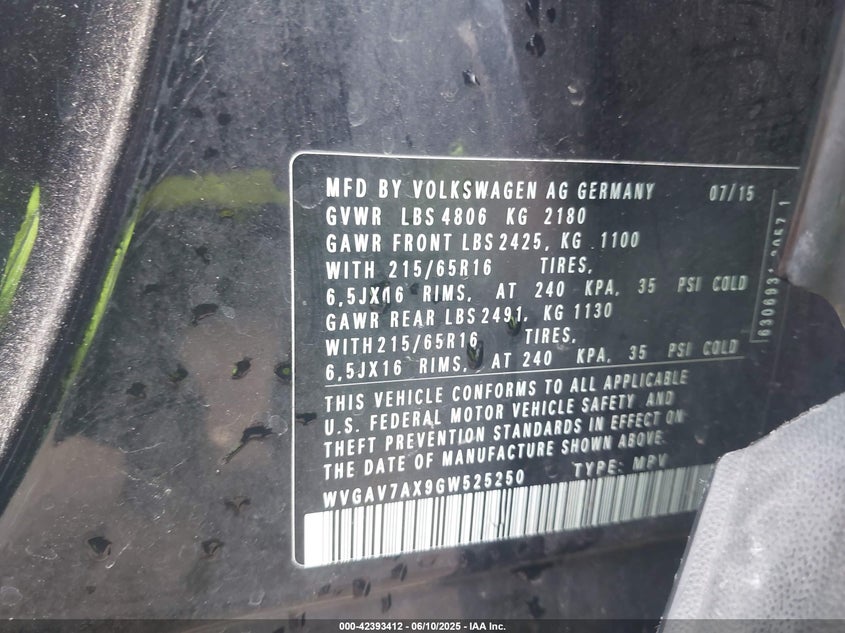 MFD BY VOLKSWAGEN AG GERMANY 07/15
GVWR LBS 4806 KG 2180
GAWR FRONT LBS 2425, KG 1100
WITH 215/65R16 TIRES,
6,5JX16 RIMS, AT 240 KPA, 35 PSI COLD
GAWR REAR LBS 2491, KG 1130
WITH 215/65R16 TIRES,
6,5JX16 RIMS, AT 240 KPA, 35 PSI COLD
THIS VEHICLE CONFORMS TO ALL APPLICABLE
U.S. FEDERAL MOTOR VEHICLE SAFETY AND
THEFT PREVENTION STANDARDS IN EFFECT ON
THE DATE OF MANUFACTURE SHOWN ABOVE.
WVGAV7AX9GW525250 TYPE: MPV
000-42393412 - 06/10/2025 - IAA Inc.